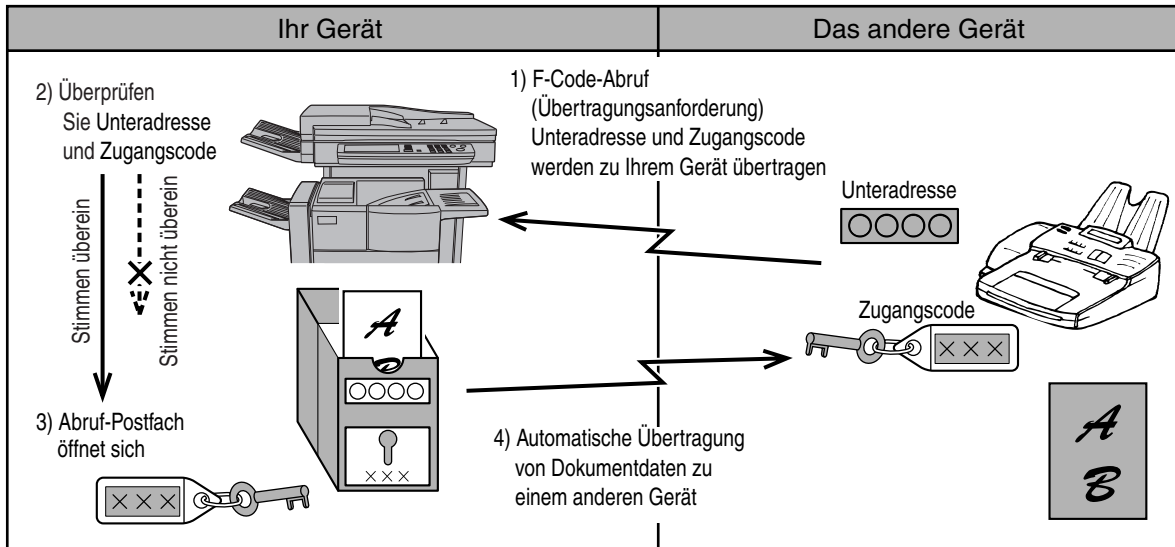 Ihr Gerät
Das andere Gerät
1) F-Code-Abruf
(Übertragungsanforderung)
Unteradresse und Zugangscode
werden zu Ihrem Gerät übertragen
2) Überprüfen
Sie Unteradresse
und Zugangscode
Stimmen überein
Stimmen nicht überein
Unteradresse
Zugangscode
×××
A
×××
3) Abruf-Postfach
öffnet sich
×××
4) Automatische Übertragung
von Dokumentdaten zu
einem anderen Gerät
A
B